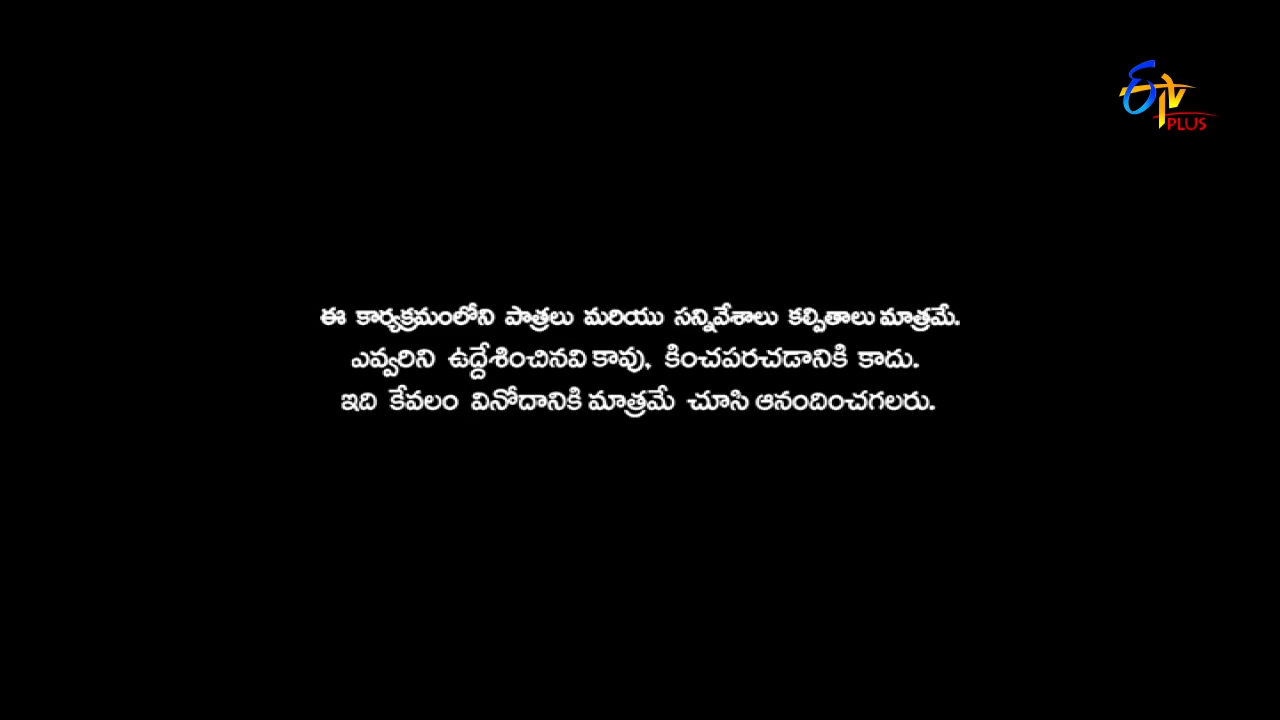 ETV
PLUS
ఈ కార్యక్రమంలోని పాత్రలు మరియు సన్నివేశాలు కల్పితాలు మాత్రమే.
ఎవ్వరిని ఉద్దేశించినవి కావు, కించపరచడానికి కాదు.
ఇది కేవలం వినోదానికి మాత్రమే చూసి ఆనందించగలరు.